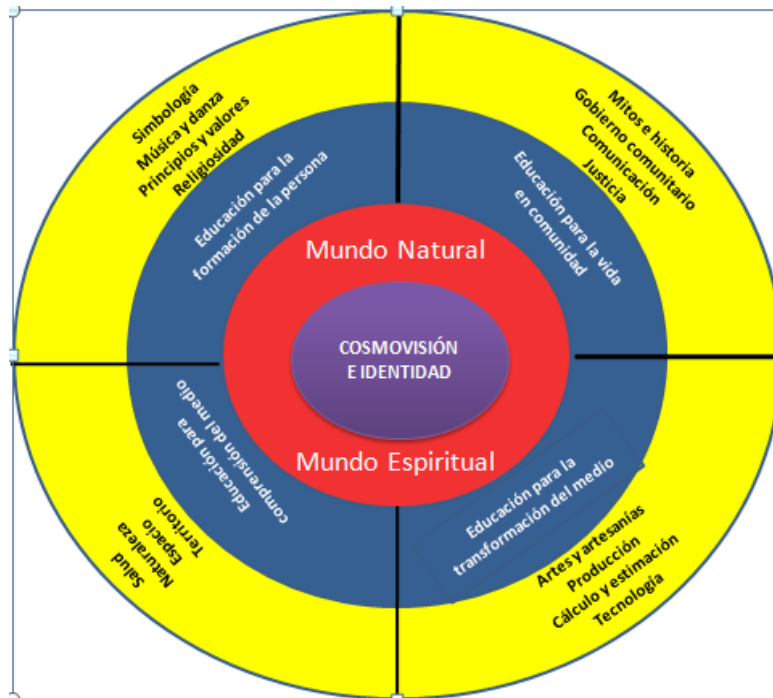 Simbología
Música y danza
Principios y valores
Religiosidad
Educación para la
formación de la persona
Mitos e historia
Gobierno comunitario
Comunicación
Justicia
Educación para la vida
en comunidad
Mundo Natural
COSMOVISIÓN
E IDENTIDAD
Mundo Espiritual
Educación para
comprensión del medio
Territorio
Espacio
Naturaleza
Salud
Educación para la
transformación del medio
Artes y artesanías
Producción
Cálculo y estimación
Tecnología